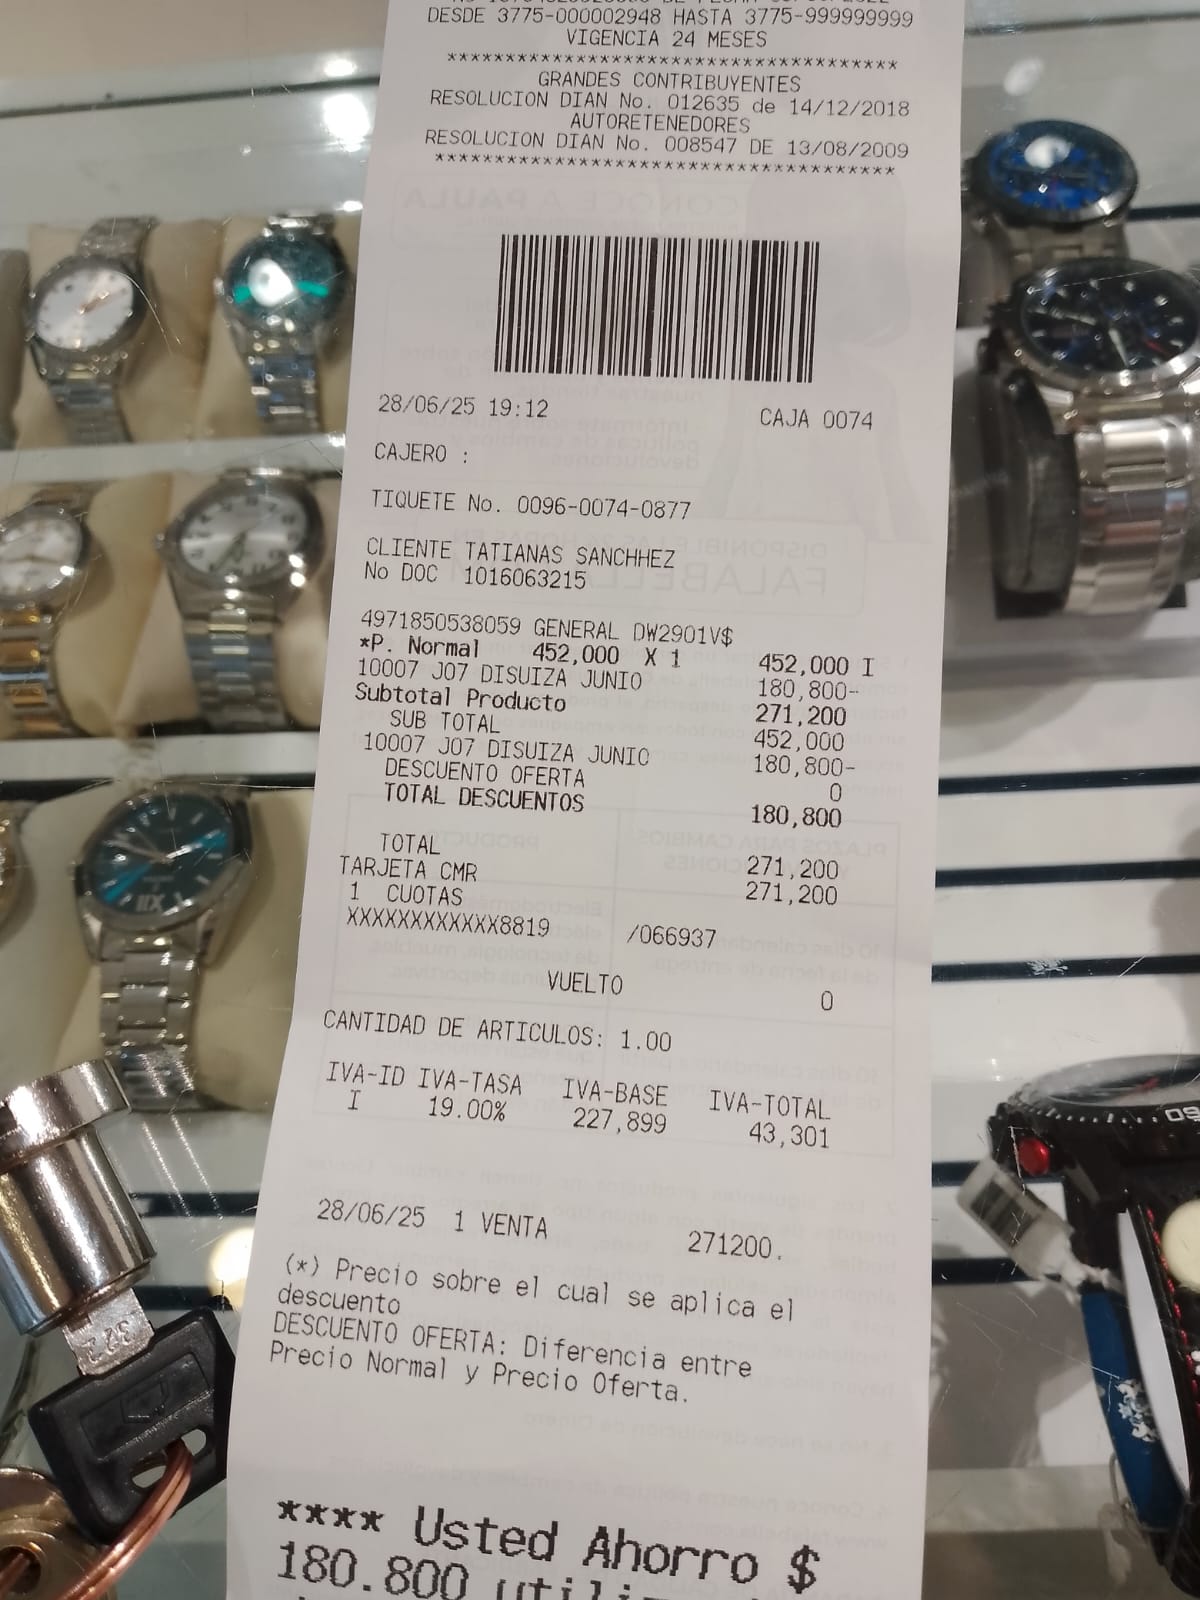 DESDE 3775-000002948 HASTA 3775-999999999
VIGENCIA 24 MESES
**************************************
GRANDES CONTRIBUYENTES
RESOLUCION DIAN No. 012635 de 14/12/2018
AUTORETENEDORES
RESOLUCION DIAN No. 008547 DE 13/08/2009
**************************************
28/06/25 19:12 CAJA 0074
CAJERO :
TIQUETE No. 0096-0074-0877
CLIENTE TATIANAS SANCHHEZ
No DOC 1016063215
4971850538059 GENERAL DW2901V$
*P. Normal 452,000 X 1 452,000 I
10007 J07 DISUIZA JUNIO 180,800-
Subtotal Producto 271,200
SUB TOTAL 452,000
10007 J07 DISUIZA JUNIO 180,800-
DESCUENTO OFERTA 0
TOTAL DESCUENTOS 180,800
TOTAL 271,200
TARJETA CMR 271,200
1 CUOTAS
XXXXXXXXXXXX8819 /066937
VUELTO 0
CANTIDAD DE ARTICULOS: 1.00
IVA-ID IVA-TASA IVA-BASE IVA-TOTAL
I 19.00% 227,899 43,301
28/06/25 1 VENTA 271200.
(*) Precio sobre el cual se aplica el
descuento
DESCUENTO OFERTA: Diferencia entre
Precio Normal y Precio Oferta.
**** Usted Ahorro $
180.800